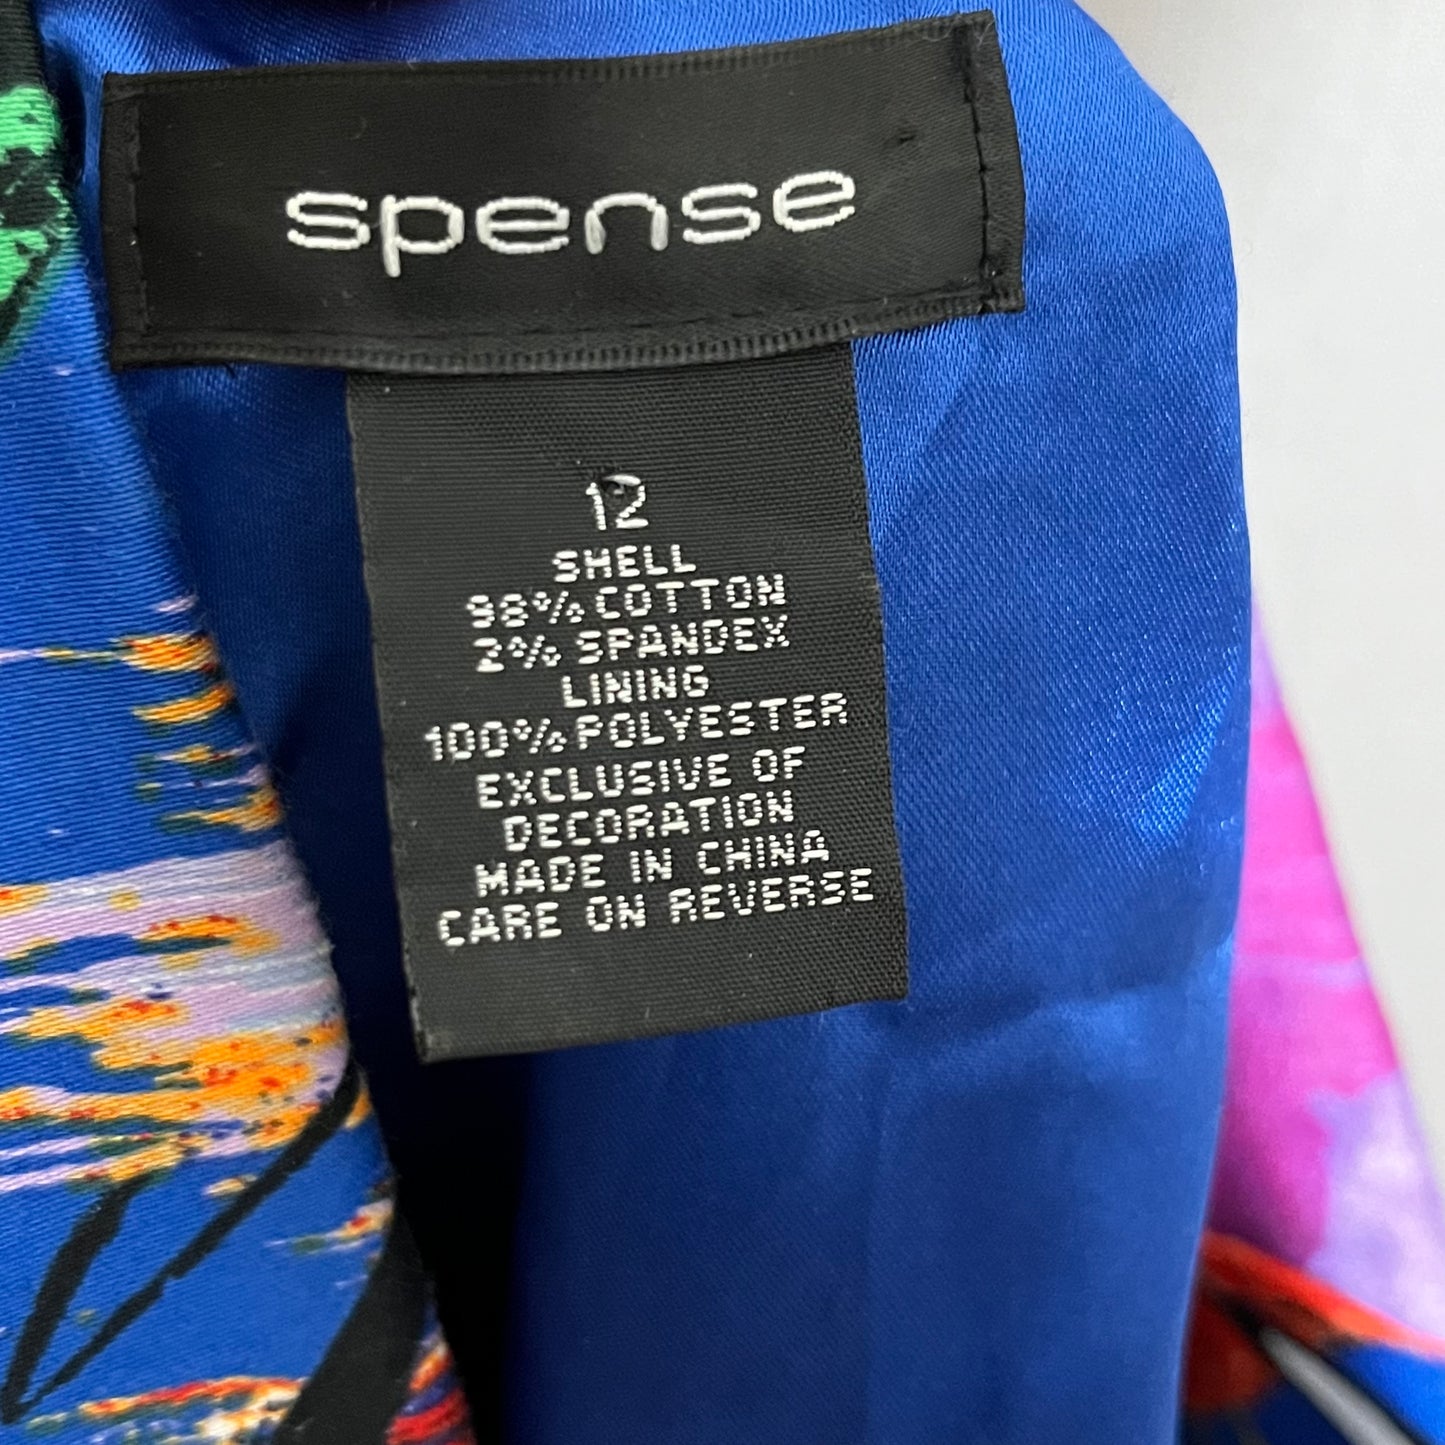 spense
12
SHELL
98% COTTON
2% SPANDEX
LINING
100% POLYESTER
EXCLUSIVE OF
DECORATION
MADE IN CHINA
CARE ON REVERSE